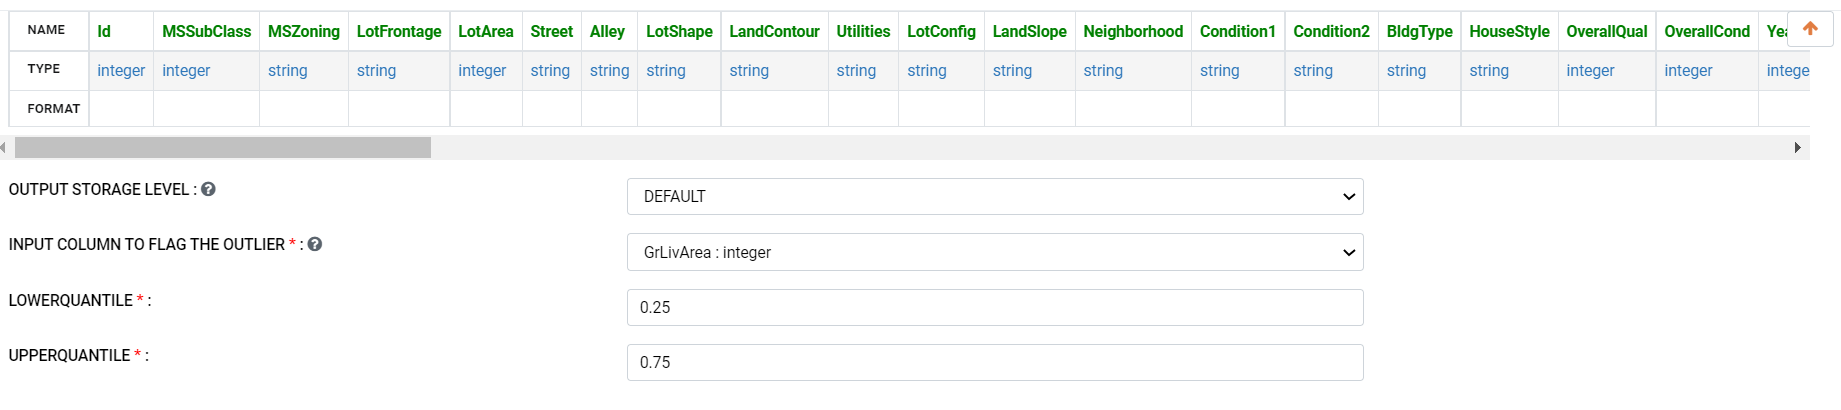 NAME Id MSSubClass MSZoning LotFrontage LotArea Street Alley LotShape LandContour Utilities LotConfig LandSlope Neighborhood Condition1 Condition2 BldgType HouseStyle OverallQual OverallCond Yea
TYPE integer integer string string integer string string string string string string string string string string string string integer integer intege
FORMAT
OUTPUT STORAGE LEVEL :
DEFAULT
INPUT COLUMN TO FLAG THE OUTLIER * :
GrLivArea : integer
LOWERQUANTILE * :
0.25
UPPERQUANTILE * :
0.75